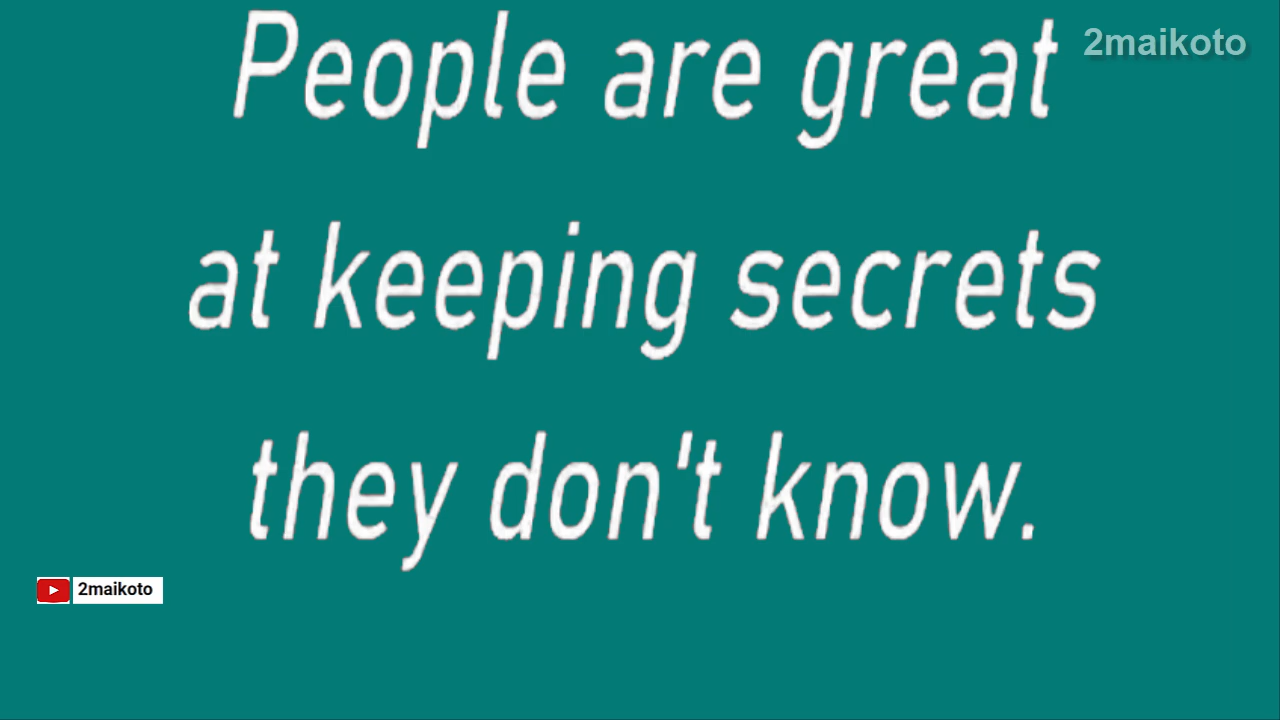 People are great
2maikoto
at keeping secrets
they don't know.
2maikoto